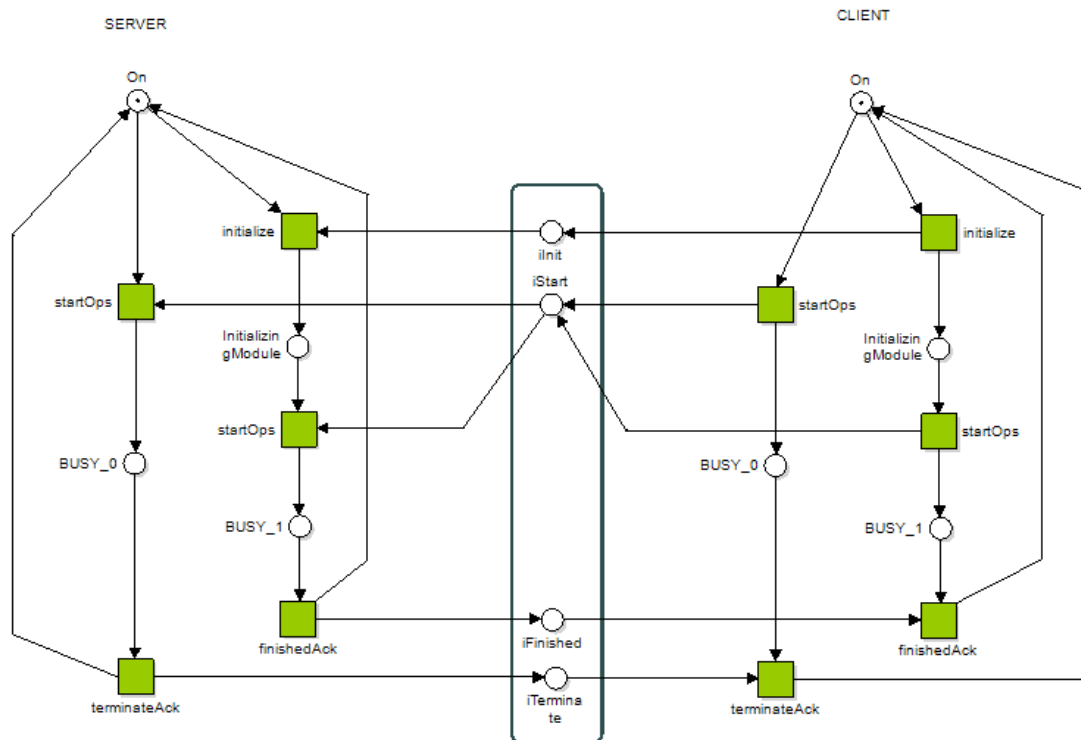 SERVER
CLIENT
On
On
initialize
iInit
initialize
iStart
startOps
startOps
Initializin
gModule
Initializin
gModule
startOps
startOps
BUSY_0
BUSY_0
BUSY_1
BUSY_1
finishedAck
iFinished
finishedAck
terminateAck
iTermina
te
terminateAck